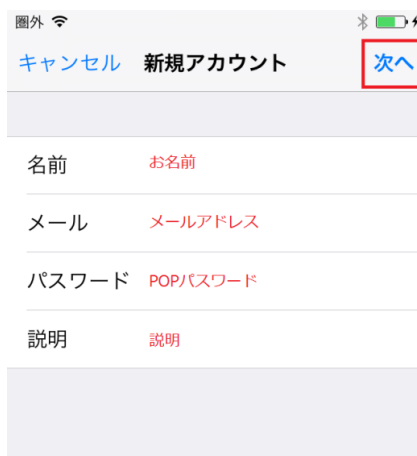 圏外
キャンセル 新規アカウント 次へ
名前 お名前
メール メールアドレス
パスワード POPパスワード
説明 説明